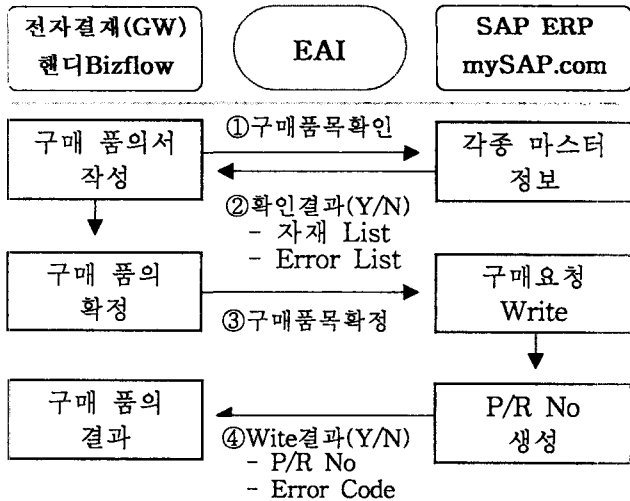 전자결재(GW)
핸디Bizflow
EAI
SAP ERP
mySAP.com
구매 품의서
작성
①구매품목확인
각종 마스터
정보
②확인결과(Y/N)
- 자재 List
- Error List
구매 품의
확정
③구매품목확정
구매요청
Write
구매 품의
결과
④Wite결과(Y/N)
- P/R No
- Error Code
P/R No
생성